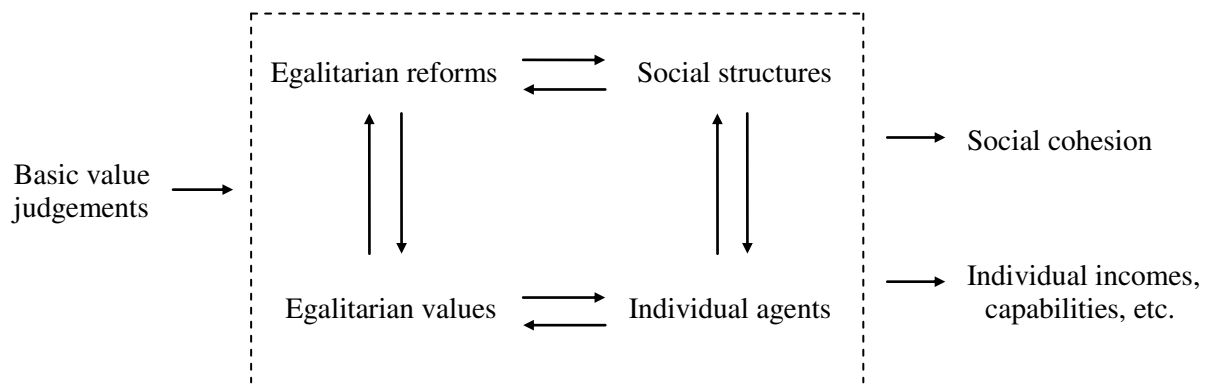 Egalitarian reforms
Social structures
Social cohesion
Basic value
judgements
Individual incomes,
capabilities, etc.
Egalitarian values
Individual agents